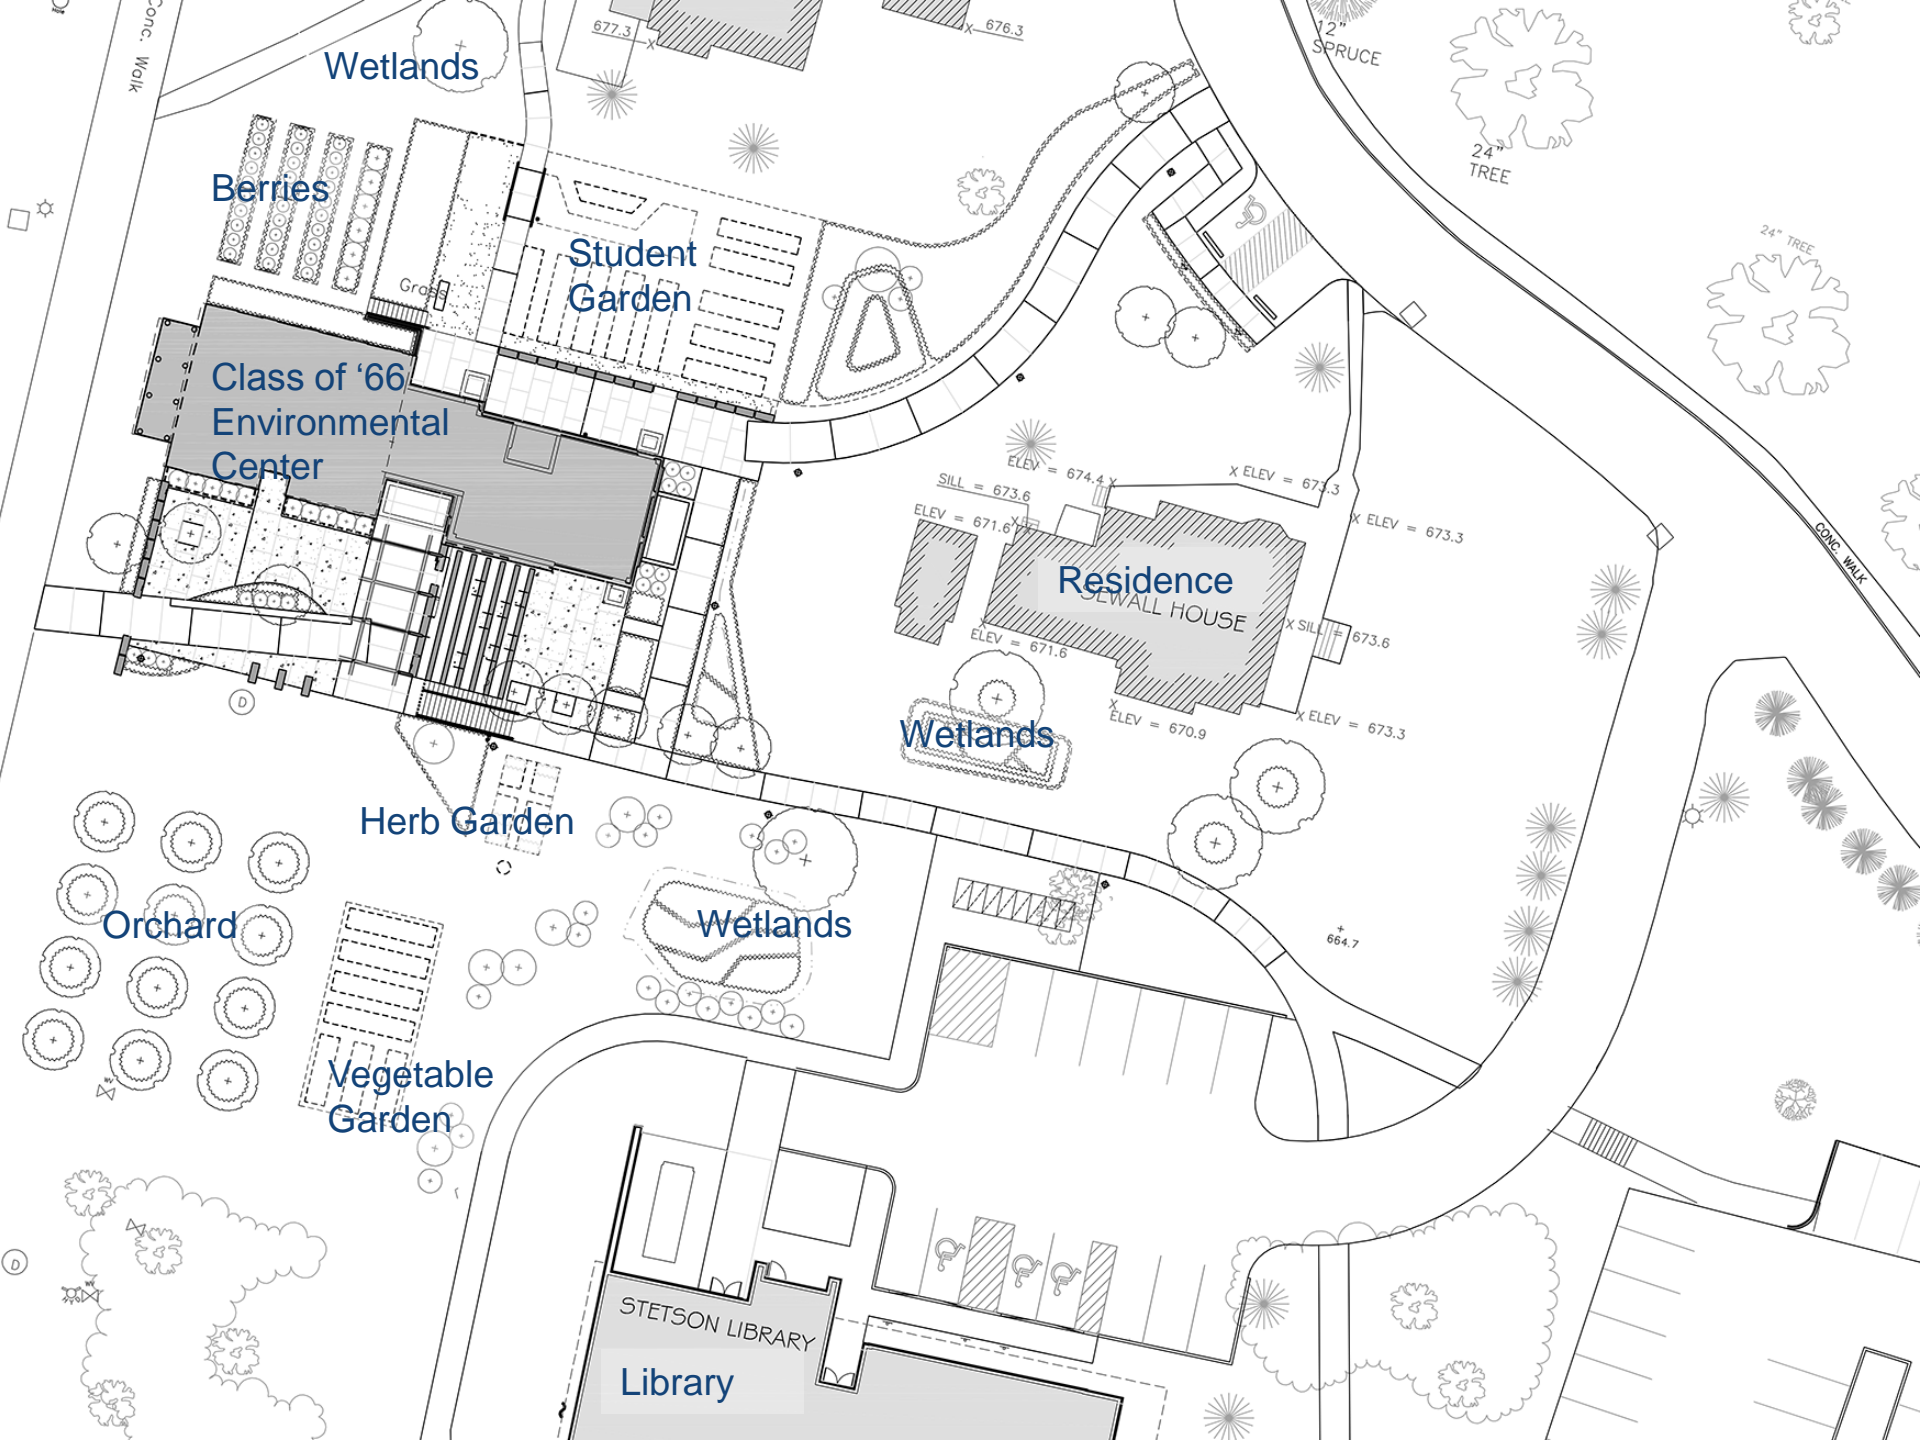 Conc. Walk
Wetlands
677.3
676.3
12"
SPRUCE
24"
TREE
24" TREE
Berries
Student
Garden
Grass
Class of ‘66
Environmental
Center
ELEV = 674.4
SILL = 673.6
ELEV = 671.6
ELEV = 673.3
ELEV = 673.3
CONC. WALK
Residence
SEWALL HOUSE
SILL = 673.6
ELEV = 671.6
ELEV = 670.9
ELEV = 673.3
D
Wetlands
Herb Garden
Orchard
Wetlands
664.7
Vegetable
Garden
D
STETSON LIBRARY
Library